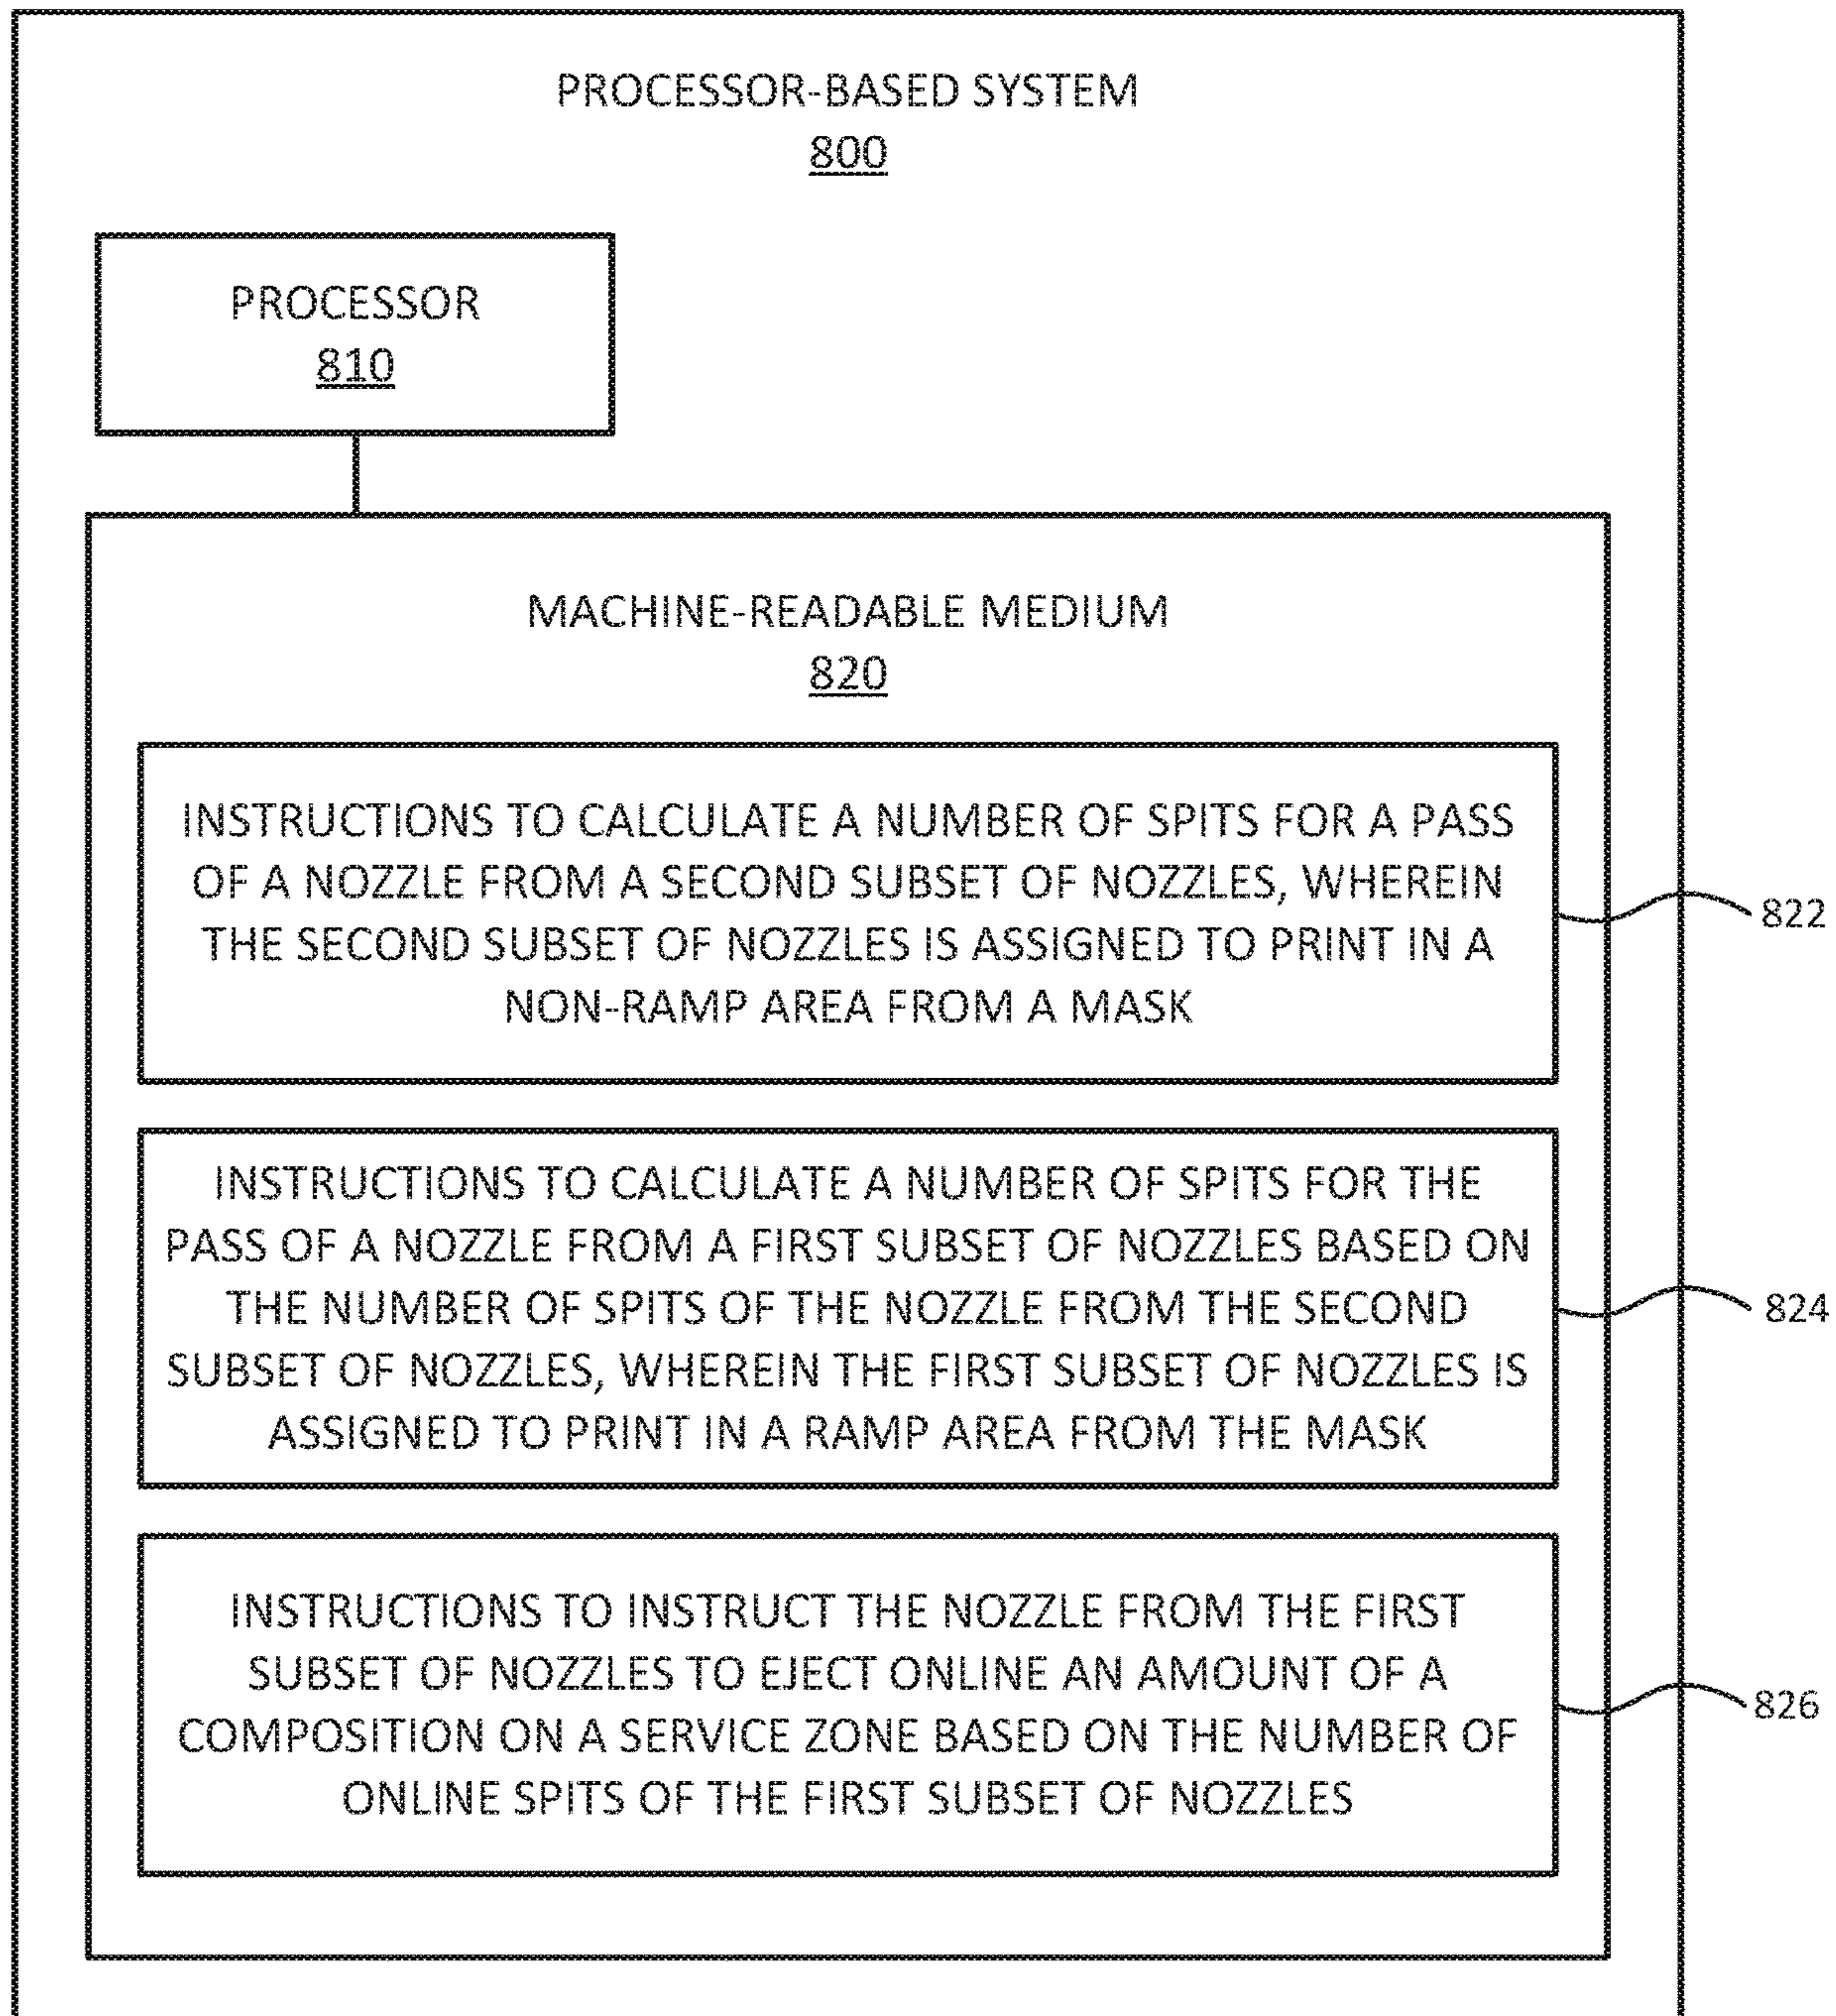 PROCESSOR-BASED SYSTEM
800
PROCESSOR
810
MACHINE-READABLE MEDIUM
820
INSTRUCTIONS TO CALCULATE A NUMBER OF SPITS FOR A PASS
OF A NOZZLE FROM A SECOND SUBSET OF NOZZLES, WHEREIN
THE SECOND SUBSET OF NOZZLES IS ASSIGNED TO PRINT IN A
NON-RAMP AREA FROM A MASK
822
INSTRUCTIONS TO CALCULATE A NUMBER OF SPITS FOR THE
PASS OF A NOZZLE FROM A FIRST SUBSET OF NOZZLES BASED ON
THE NUMBER OF SPITS OF THE NOZZLE FROM THE SECOND
SUBSET OF NOZZLES, WHEREIN THE FIRST SUBSET OF NOZZLES IS
ASSIGNED TO PRINT IN A RAMP AREA FROM THE MASK
824
INSTRUCTIONS TO INSTRUCT THE NOZZLE FROM THE FIRST
SUBSET OF NOZZLES TO EJECT ONLINE AN AMOUNT OF A
COMPOSITION ON A SERVICE ZONE BASED ON THE NUMBER OF
ONLINE SPITS OF THE FIRST SUBSET OF NOZZLES
826